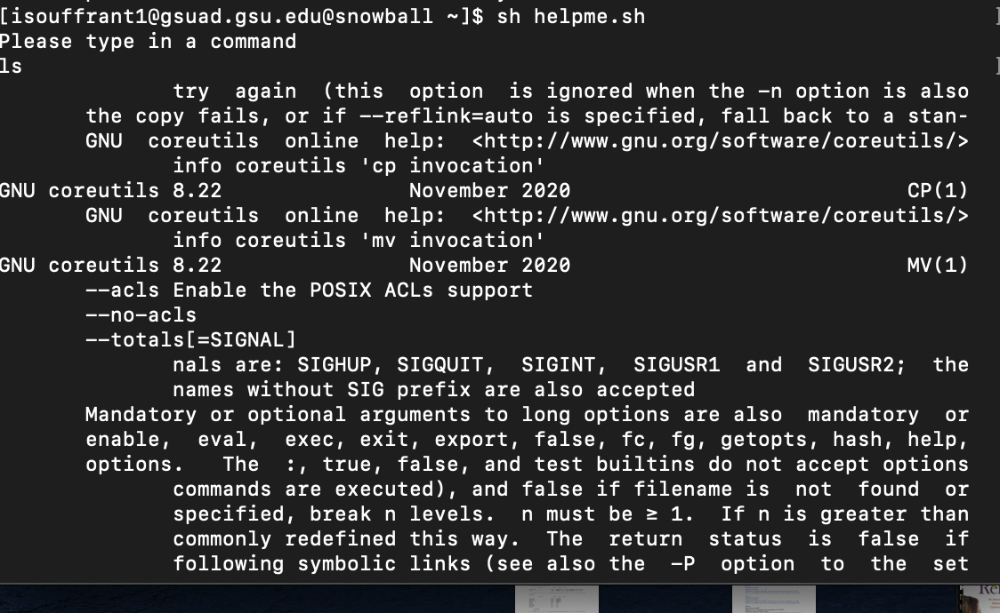 [isouffrant1@gsuad.gsu.edu@snowball ~]$ sh helpme.sh ]
Please type in a command
ls ]
try again (this option is ignored when the -n option is also
the copy fails, or if --reflink=auto is specified, fall back to a stan-
GNU coreutils online help: <http://www.gnu.org/software/coreutils/>
info coreutils 'cp invocation'
GNU coreutils 8.22 November 2020 CP(1)
GNU coreutils online help: <http://www.gnu.org/software/coreutils/>
info coreutils 'mv invocation'
GNU coreutils 8.22 November 2020 MV(1)
--acls Enable the POSIX ACLs support
--no-acls
--totals[=SIGNAL]
nals are: SIGHUP, SIGQUIT, SIGINT, SIGUSR1 and SIGUSR2; the
names without SIG prefix are also accepted
Mandatory or optional arguments to long options are also mandatory or
enable, eval, exec, exit, export, false, fc, fg, getopts, hash, help,
options. The :, true, false, and test builtins do not accept options
commands are executed), and false if filename is not found or
specified, break n levels. n must be ≥ 1. If n is greater than
commonly redefined this way. The return status is false if
following symbolic links (see also the -P option to the set